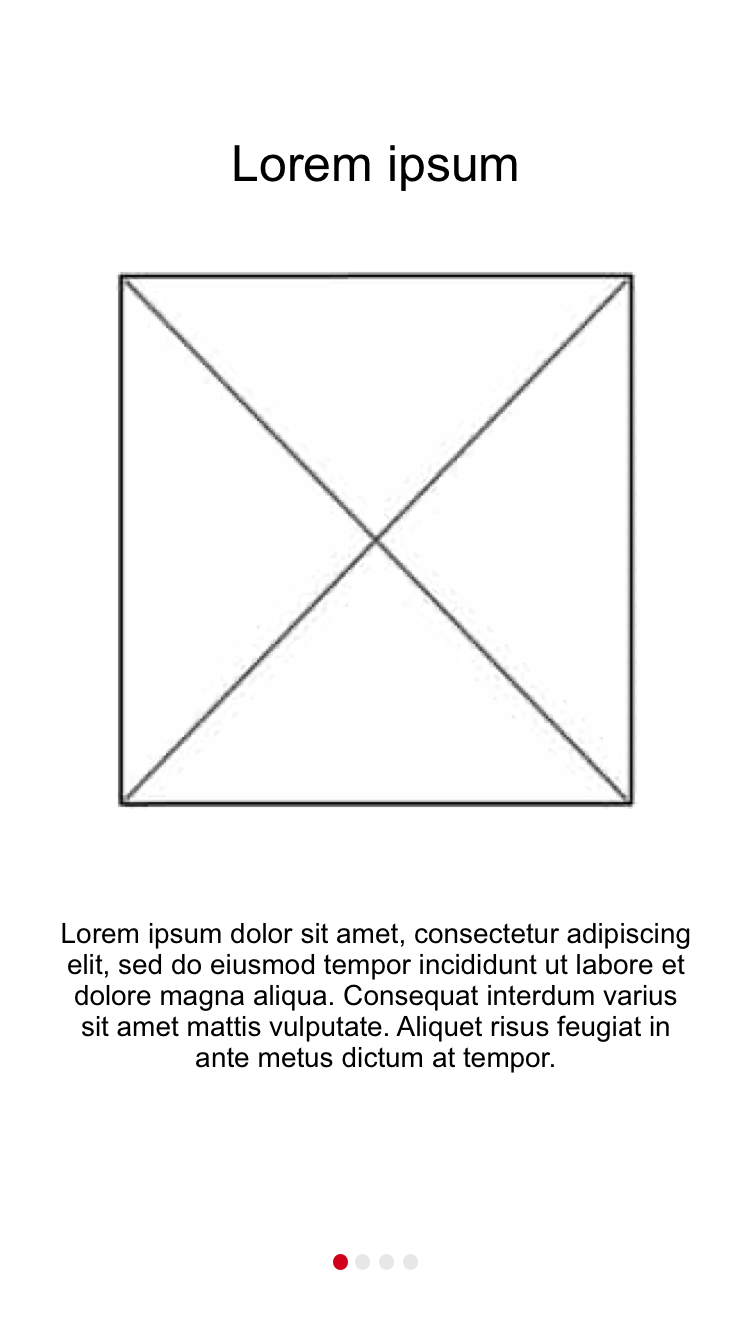 Lorem ipsum
Lorem ipsum dolor sit amet, consectetur adipiscing
elit, sed do eiusmod tempor incididunt ut labore et
dolore magna aliqua. Consequat interdum varius
sit amet mattis vulputate. Aliquet risus feugiat in
ante metus dictum at tempor.